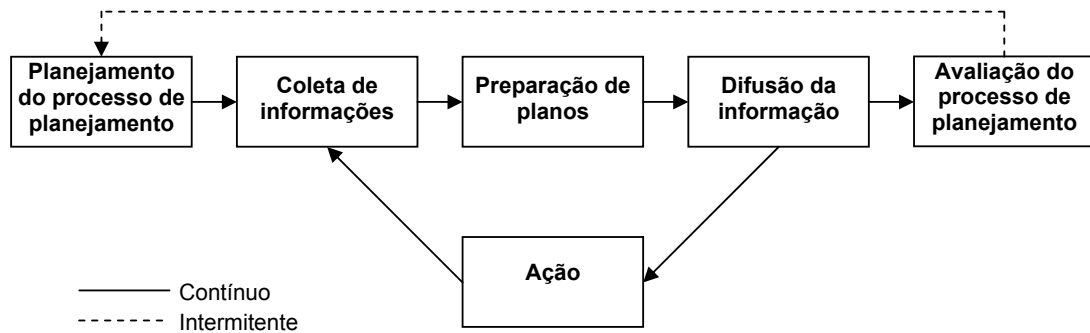 Planejamento
do processo de
planejamento
Coleta de
informações
Preparação de
planos
Difusão da
informação
Avaliação do
processo de
planejamento
Ação
Contínuo
Intermitente